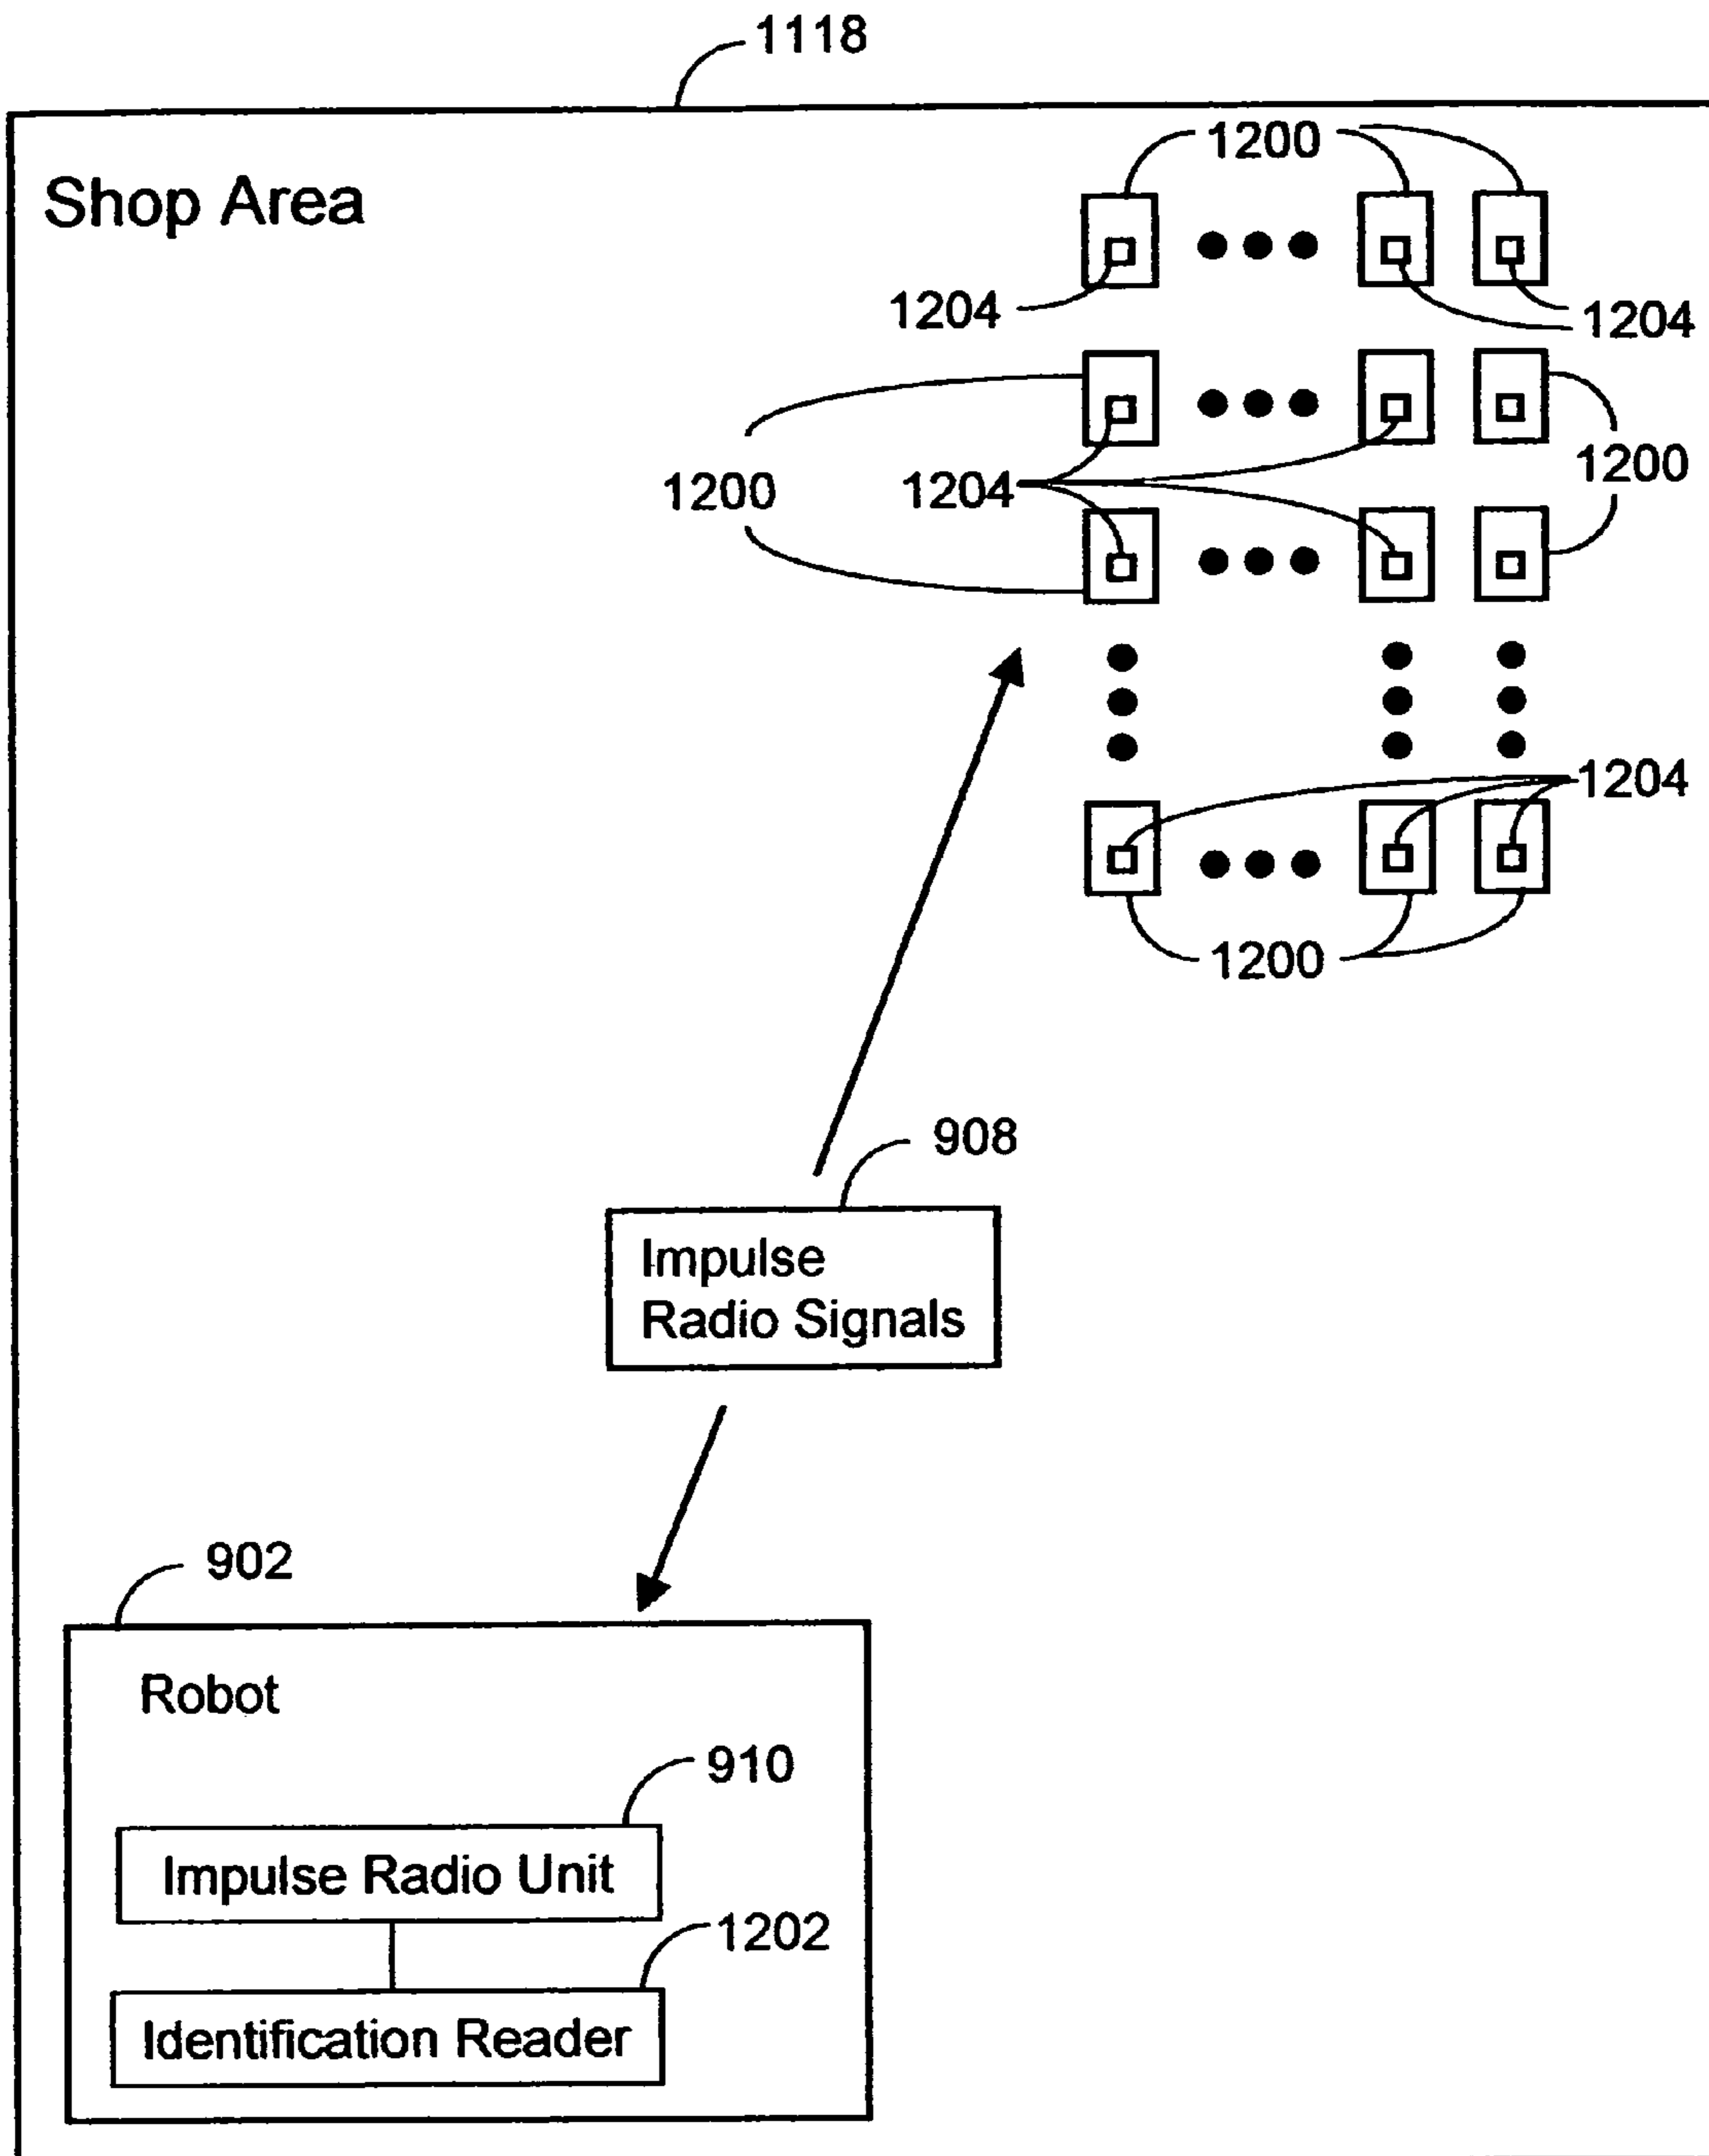 1118
1200
Shop Area
1204
1204
1200
1204
1200
1204
1200
908
Impulse
Radio Signals
902
Robot
910
Impulse Radio Unit
1202
Identification Reader